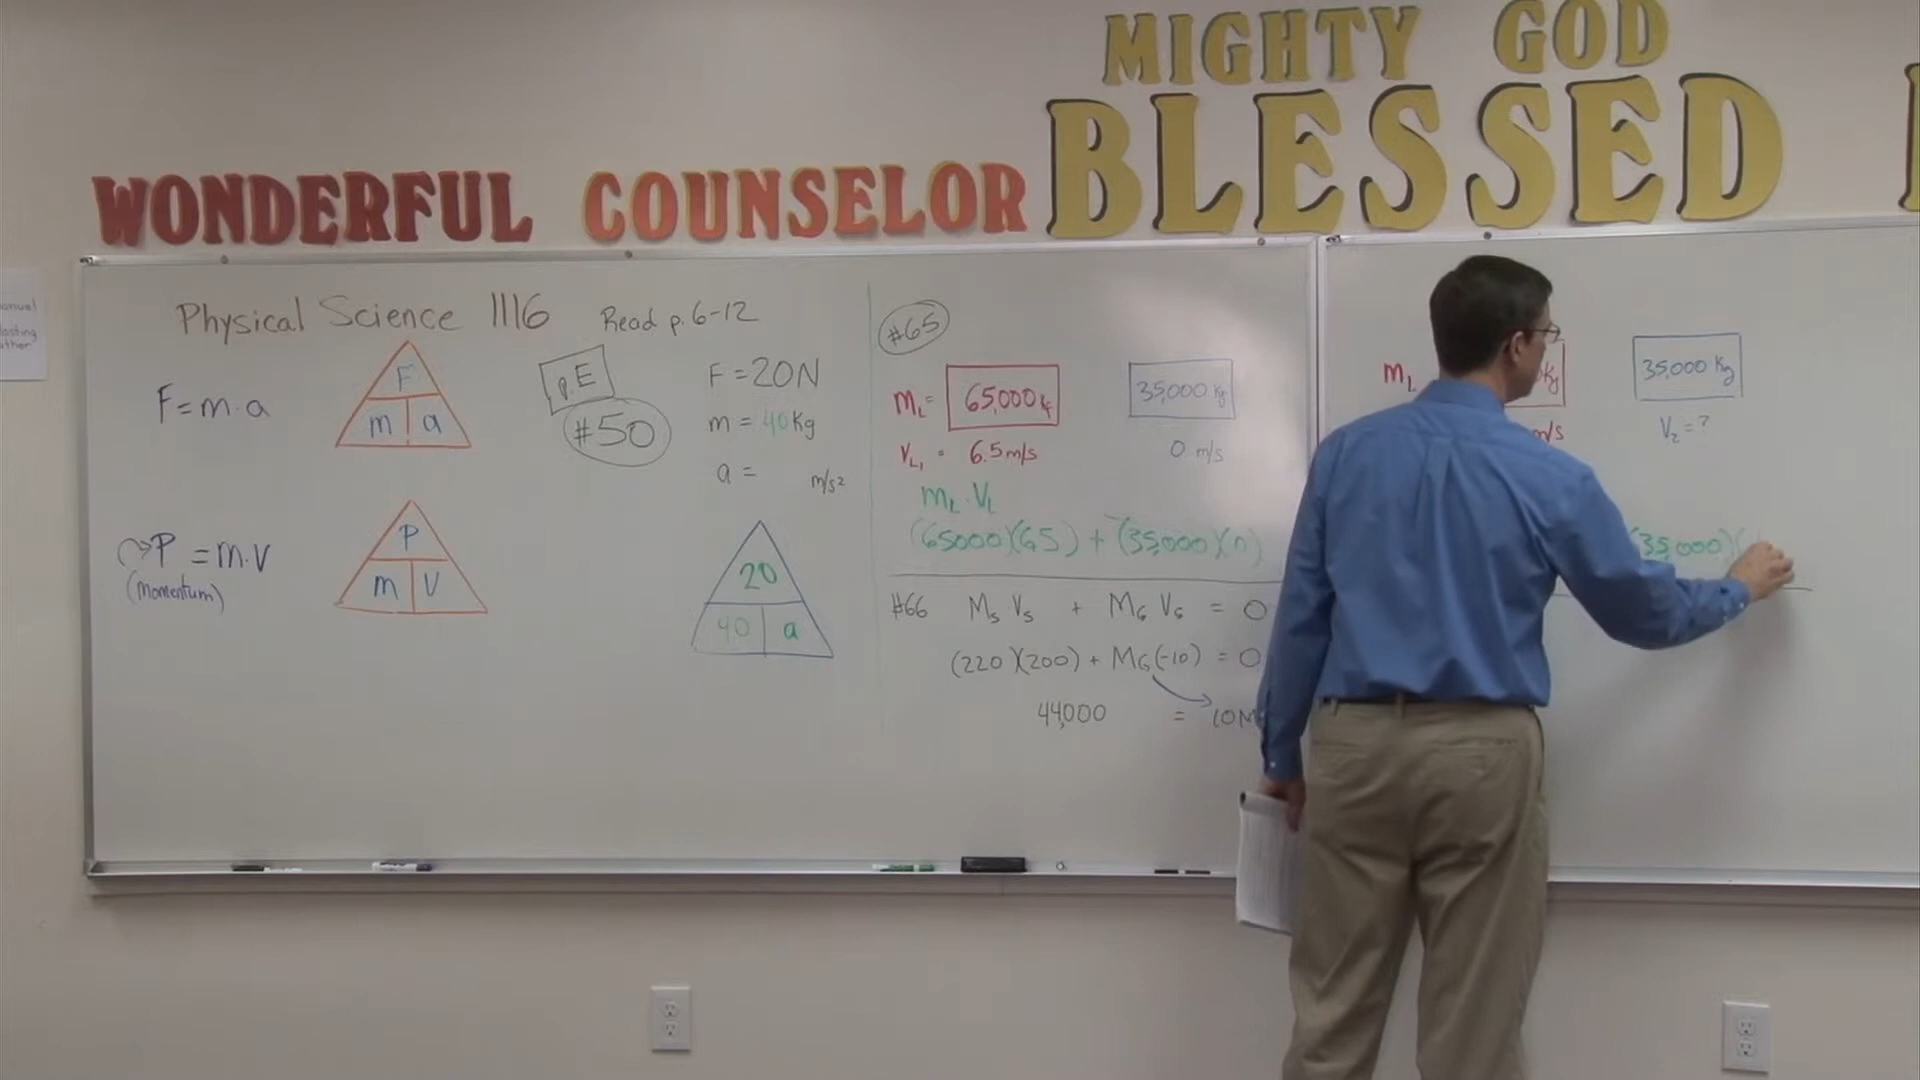 MIGHTY GOD
WONDERFUL COUNSELOR BLESSED
Physical Science 1116 Read p. 6-12
F = m · a
F
m a
p.E
#50
F = 20N
m = 40 Kg
a = m/s²
P = m · V
(momentum)
P
m V
20
40 a
#65
ML = 65,000 kg 35,000 Kg
VL1 = 6.5 m/s 0 m/s
mL · VL
(65000)(6.5) + (35,000)(0)
#66 Ms Vs + MG VG = 0
(220)(200) + MG(-10) = 0
44,000 = 10M
ML kg 35,000 Kg
m/s V2 = ?
(35,000)(